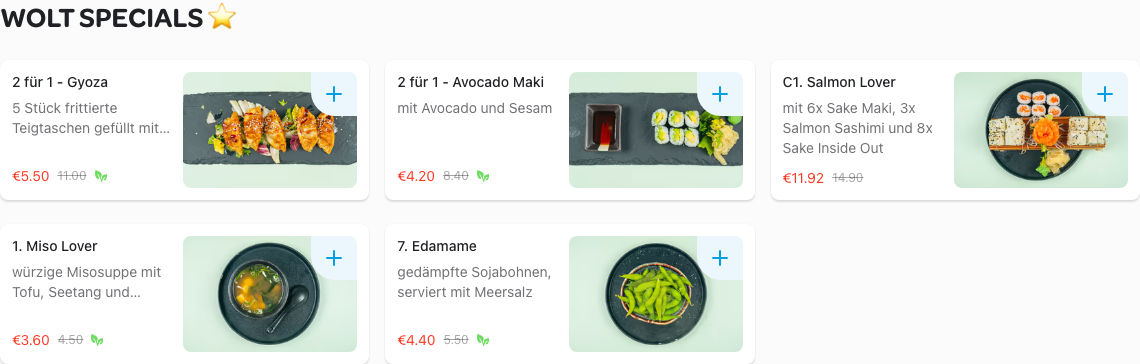 WOLT SPECIALS ⭐
2 für 1 - Gyoza
5 Stück frittierte
Teigtaschen gefüllt mit...
€5.50 11.00
2 für 1 - Avocado Maki
mit Avocado und Sesam
€4.20 8.40
C1. Salmon Lover
mit 6x Sake Maki, 3x
Salmon Sashimi und 8x
Sake Inside Out
€11.92 14.90
1. Miso Lover
würzige Misosuppe mit
Tofu, Seetang und...
€3.60 4.50
7. Edamame
gedämpfte Sojabohnen,
serviert mit Meersalz
€4.40 5.50